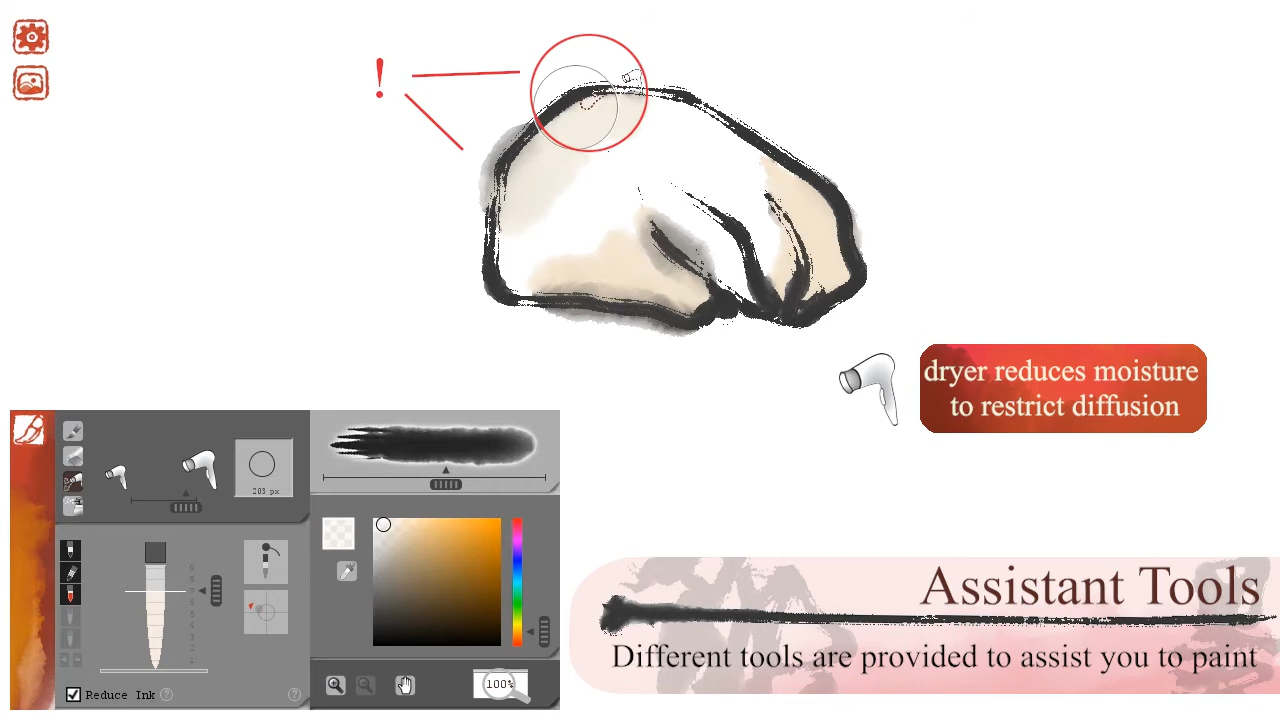 !
dryer reduces moisture
to restrict diffusion
203 px
Reduce Ink
?
?
100%
Assistant Tools
Different tools are provided to assist you to paint